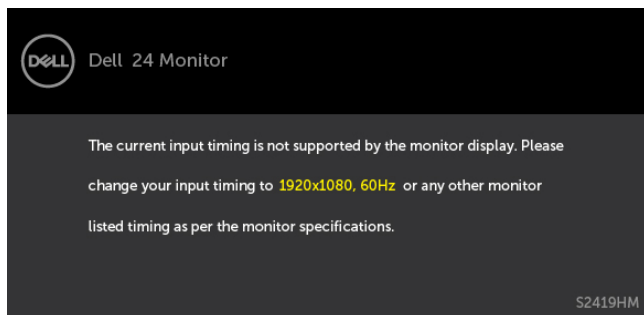 DELL Dell 24 Monitor
The current input timing is not supported by the monitor display. Please
change your input timing to 1920x1080, 60Hz or any other monitor
listed timing as per the monitor specifications.
S2419HM